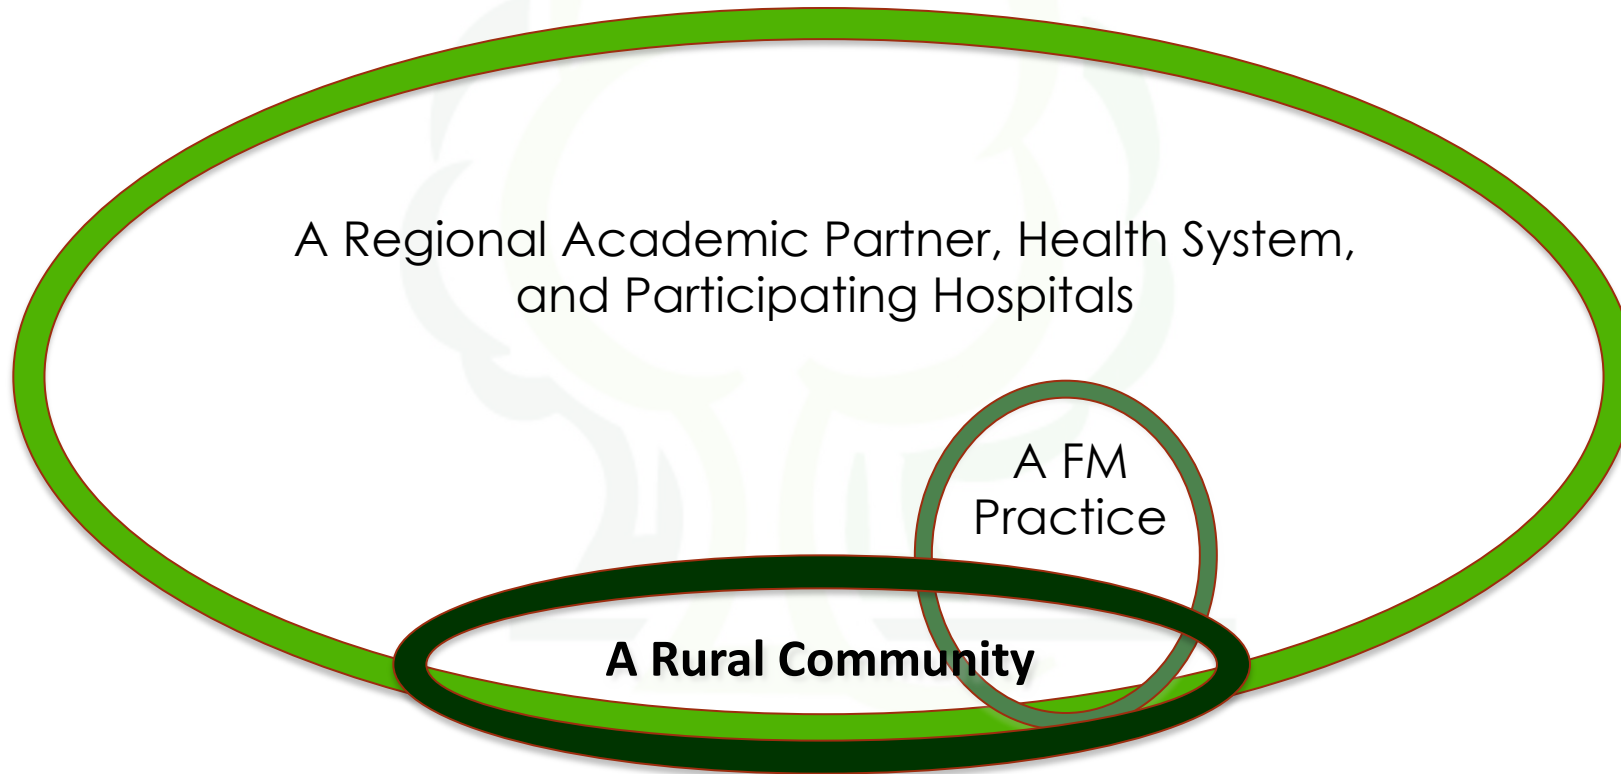 A Regional Academic Partner, Health System,
and Participating Hospitals
A FM
Practice
A Rural Community